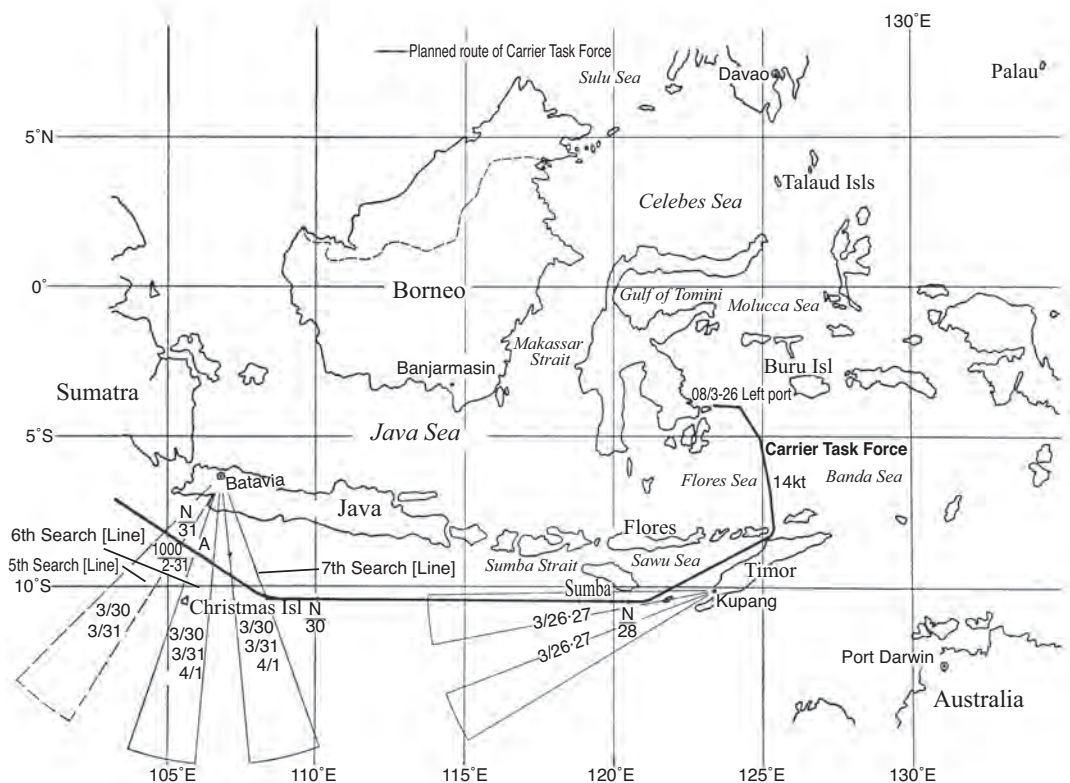 130°E
Planned route of Carrier Task Force
Sulu Sea
Davao
Palau
5°N
Talaud Isls
Celebes Sea
0°
Borneo
Gulf of Tomini
Molucca Sea
Makassar
Strait
Banjarmasin
Buru Isl
Sumatra
08/3-26 Left port
Java Sea
5°S
Carrier Task Force
Batavia
Flores Sea
14kt
Banda Sea
Java
N
31
A
Flores
6th Search [Line]
1000
2-31
5th Search [Line]
7th Search [Line]
Sumba Strait
Sawu Sea
Timor
10°S
Sumba
Christmas Isl
N
30
Kupang
3/30
3/31
3/30
3/31
4/1
3/30
3/31
4/1
3/26·27
N
28
3/26·27
Port Darwin
Australia
105°E
110°E
115°E
120°E
125°E
130°E